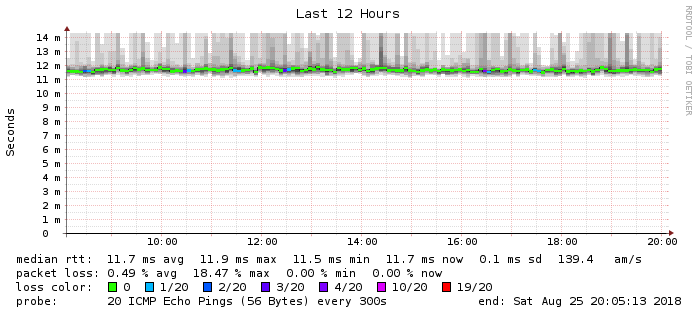 Last 12 Hours
RRDTOOL / TOBI OETIKER
Seconds
14 m
13 m
12 m
11 m
10 m
9 m
8 m
7 m
6 m
5 m
4 m
3 m
2 m
1 m
0
10:00 12:00 14:00 16:00 18:00 20:00
median rtt: 11.7 ms avg 11.9 ms max 11.5 ms min 11.7 ms now 0.1 ms sd 139.4 am/s
packet loss: 0.49 % avg 18.47 % max 0.00 % min 0.00 % now
loss color: 0 1/20 2/20 3/20 4/20 10/20 19/20
probe: 20 ICMP Echo Pings (56 Bytes) every 300s end: Sat Aug 25 20:05:13 2018